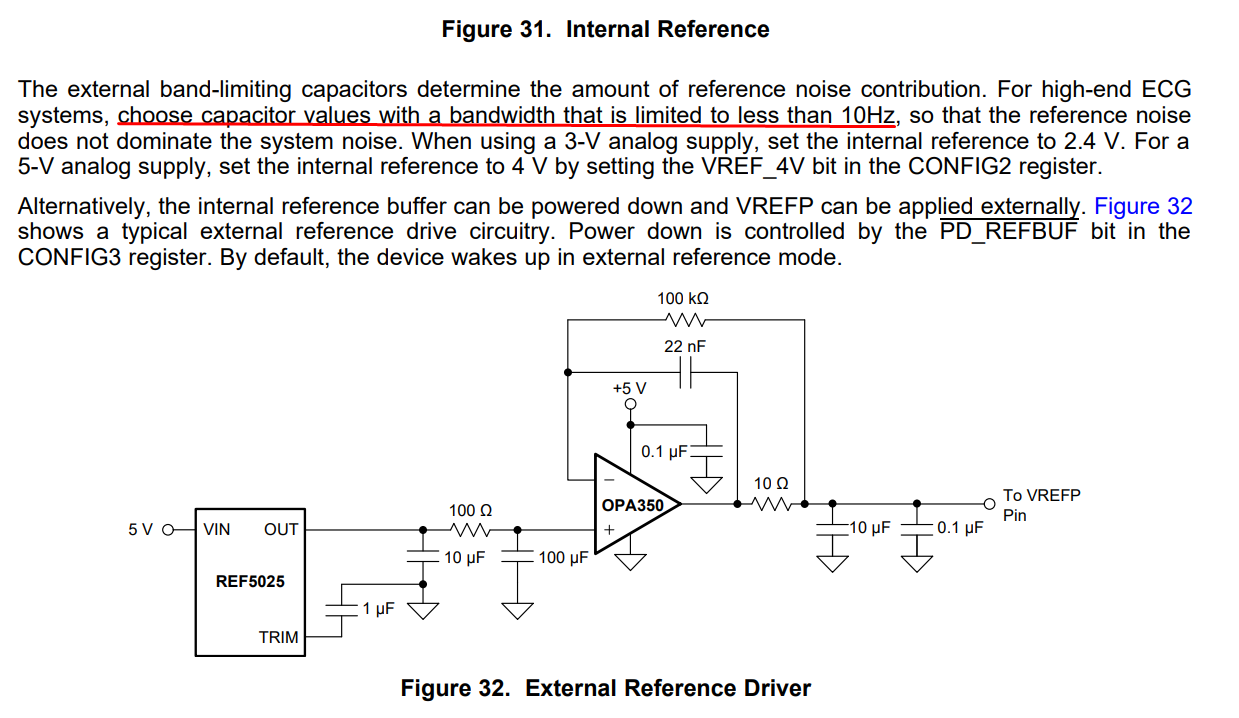 Figure 31. Internal Reference
The external band-limiting capacitors determine the amount of reference noise contribution. For high-end ECG
systems, choose capacitor values with a bandwidth that is limited to less than 10Hz, so that the reference noise
does not dominate the system noise. When using a 3-V analog supply, set the internal reference to 2.4 V. For a
5-V analog supply, set the internal reference to 4 V by setting the VREF_4V bit in the CONFIG2 register.
Alternatively, the internal reference buffer can be powered down and VREFP can be applied externally. Figure 32
shows a typical external reference drive circuitry. Power down is controlled by the PD_REFBUF bit in the
CONFIG3 register. By default, the device wakes up in external reference mode.
100 kΩ
22 nF
+5 V
0.1 µF
10 Ω
OPA350
−
+
To VREFP
Pin
10 µF
0.1 µF
100 Ω
5 V
VIN
OUT
10 µF
100 µF
REF5025
1 µF
TRIM
Figure 32. External Reference Driver